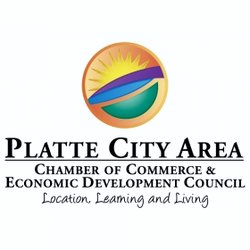 PLATTE CITY AREA
CHAMBER OF COMMERCE &
ECONOMIC DEVELOPMENT COUNCIL
Location, Learning and Living